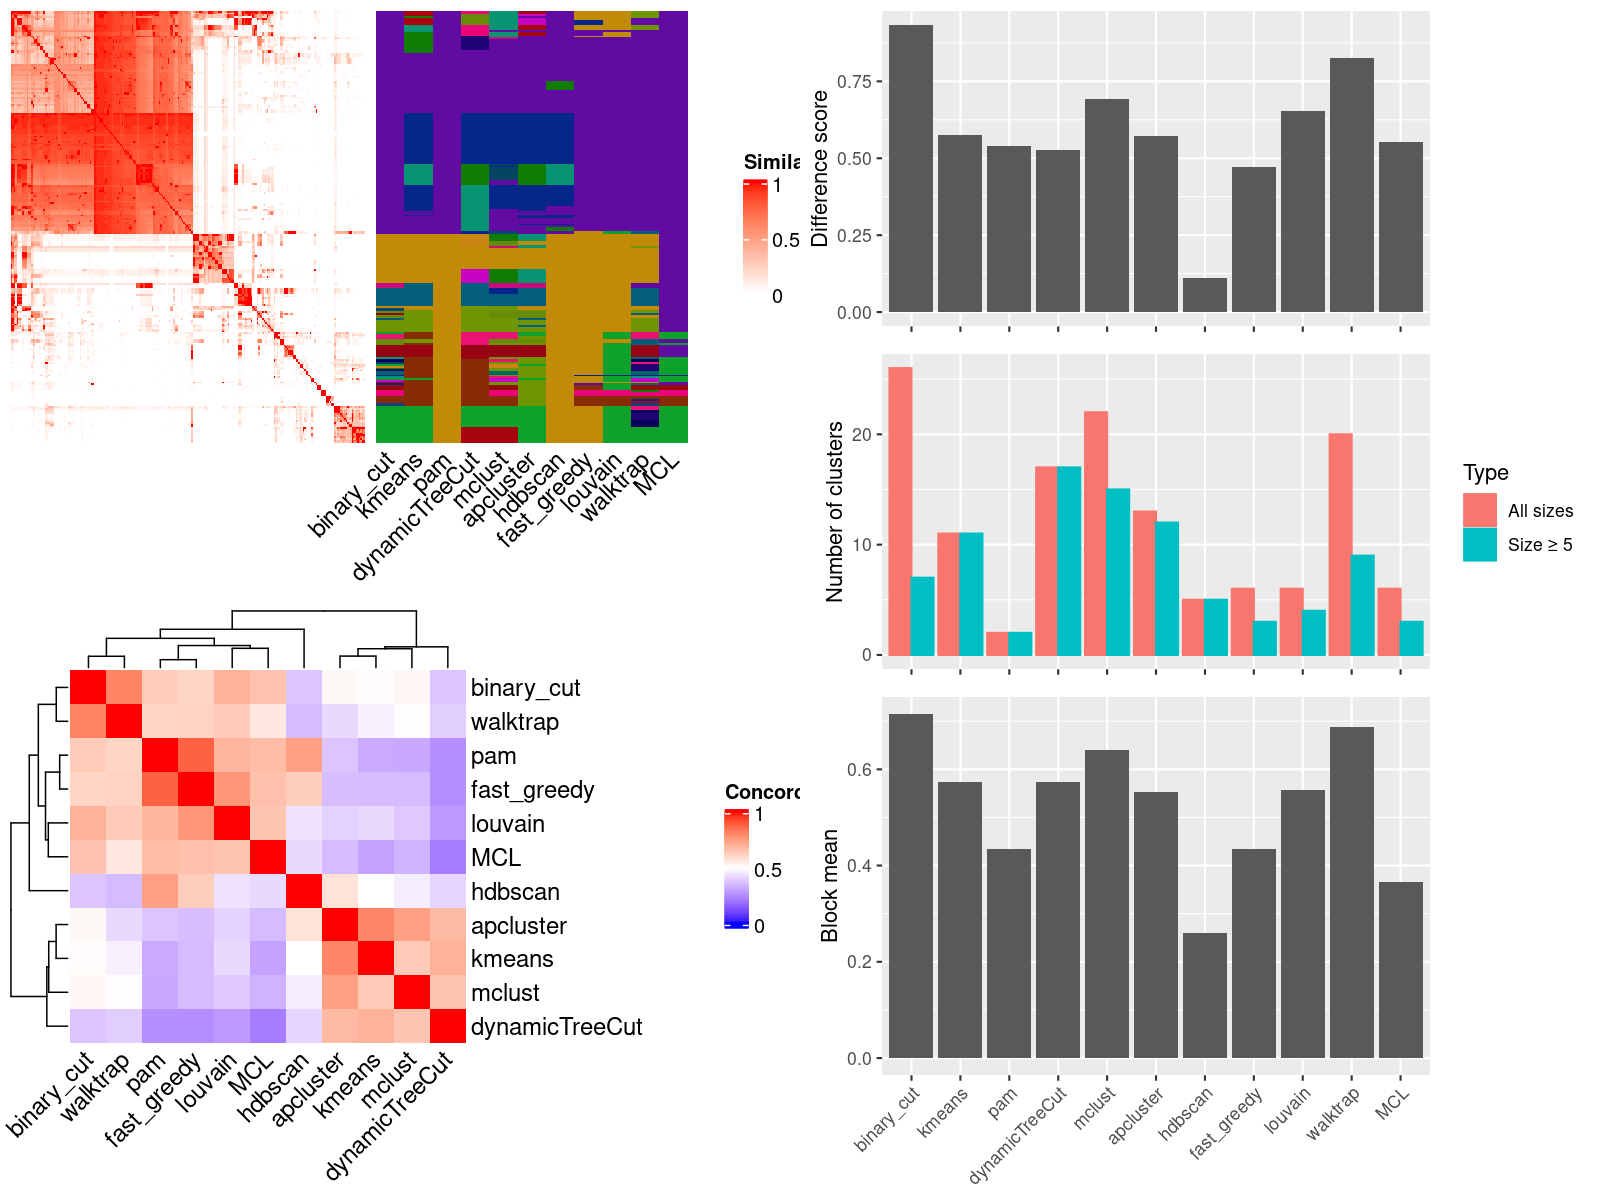 Simila
1
0.5
0
binary_cut
kmeans
pam
dynamicTreeCut
mclust
apcluster
hdbscan
fast_greedy
louvain
walktrap
MCL
Difference score
0.75
0.50
0.25
0.00
Number of clusters
20
10
0
Type
All sizes
Size ≥ 5
binary_cut
walktrap
pam
fast_greedy
louvain
MCL
hdbscan
apcluster
kmeans
mclust
dynamicTreeCut
binary_cut
walktrap
pam
fast_greedy
louvain
MCL
hdbscan
apcluster
kmeans
mclust
dynamicTreeCut
Concord
1
0.5
0
Block mean
0.6
0.4
0.2
0.0
binary_cut
kmeans
pam
dynamicTreeCut
mclust
apcluster
hdbscan
fast_greedy
louvain
walktrap
MCL